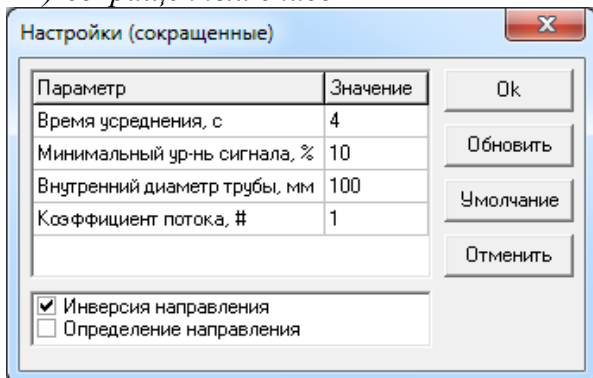 Настройки (сокращенные)
Параметр Значение Ok
Время усреднения, с 4
Минимальный ур-нь сигнала, % 10 Обновить
Внутренний диаметр трубы, мм 100 Умолчание
Коэффициент потока, # 1
Отменить
Инверсия направления
Определение направления